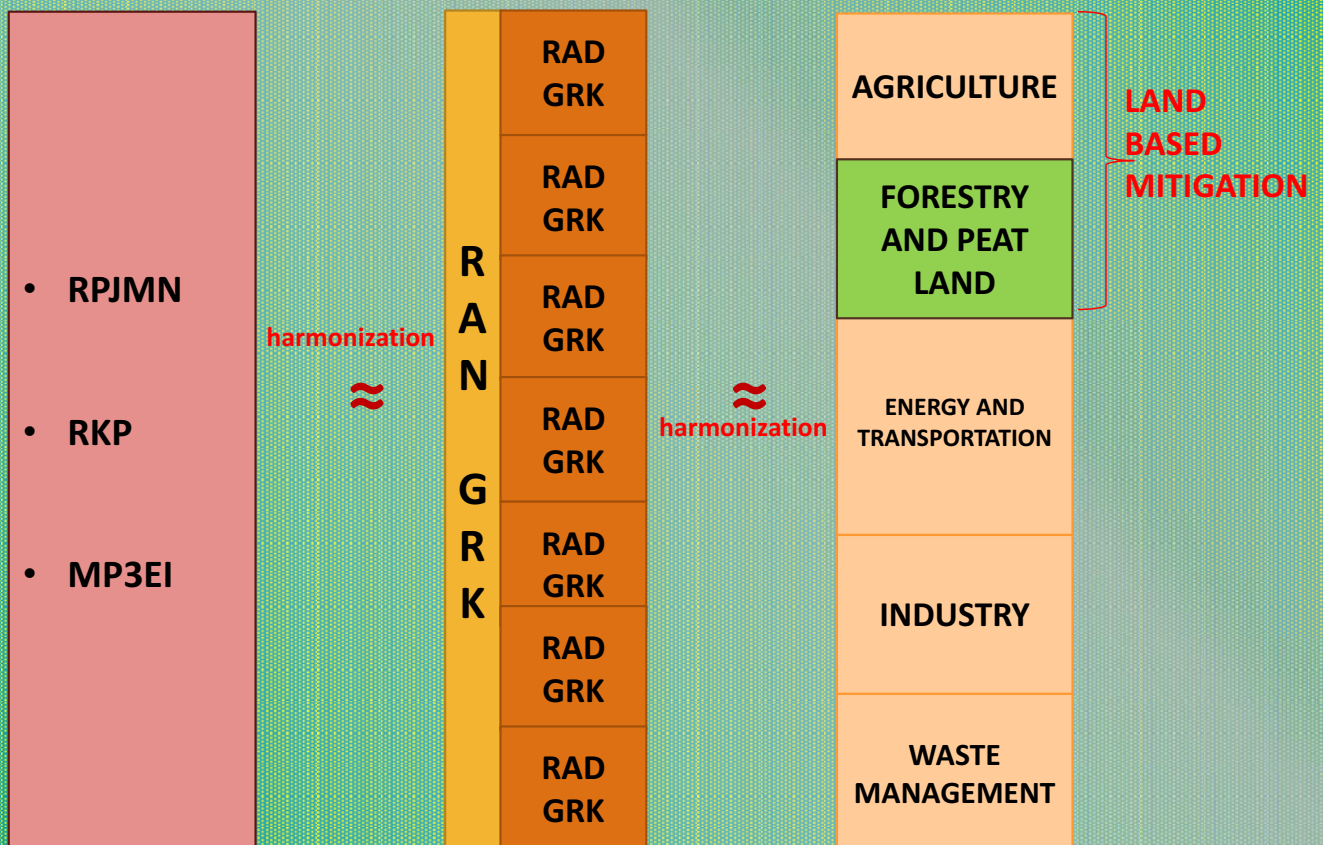 • RPJMN
• RKP
• MP3EI
harmonization
≈
R
A
N
G
R
K
RAD
GRK
RAD
GRK
RAD
GRK
RAD
GRK
RAD
GRK
RAD
GRK
RAD
GRK
≈
harmonization
AGRICULTURE
FORESTRY
AND PEAT
LAND
ENERGY AND
TRANSPORTATION
INDUSTRY
WASTE
MANAGEMENT
LAND
BASED
MITIGATION